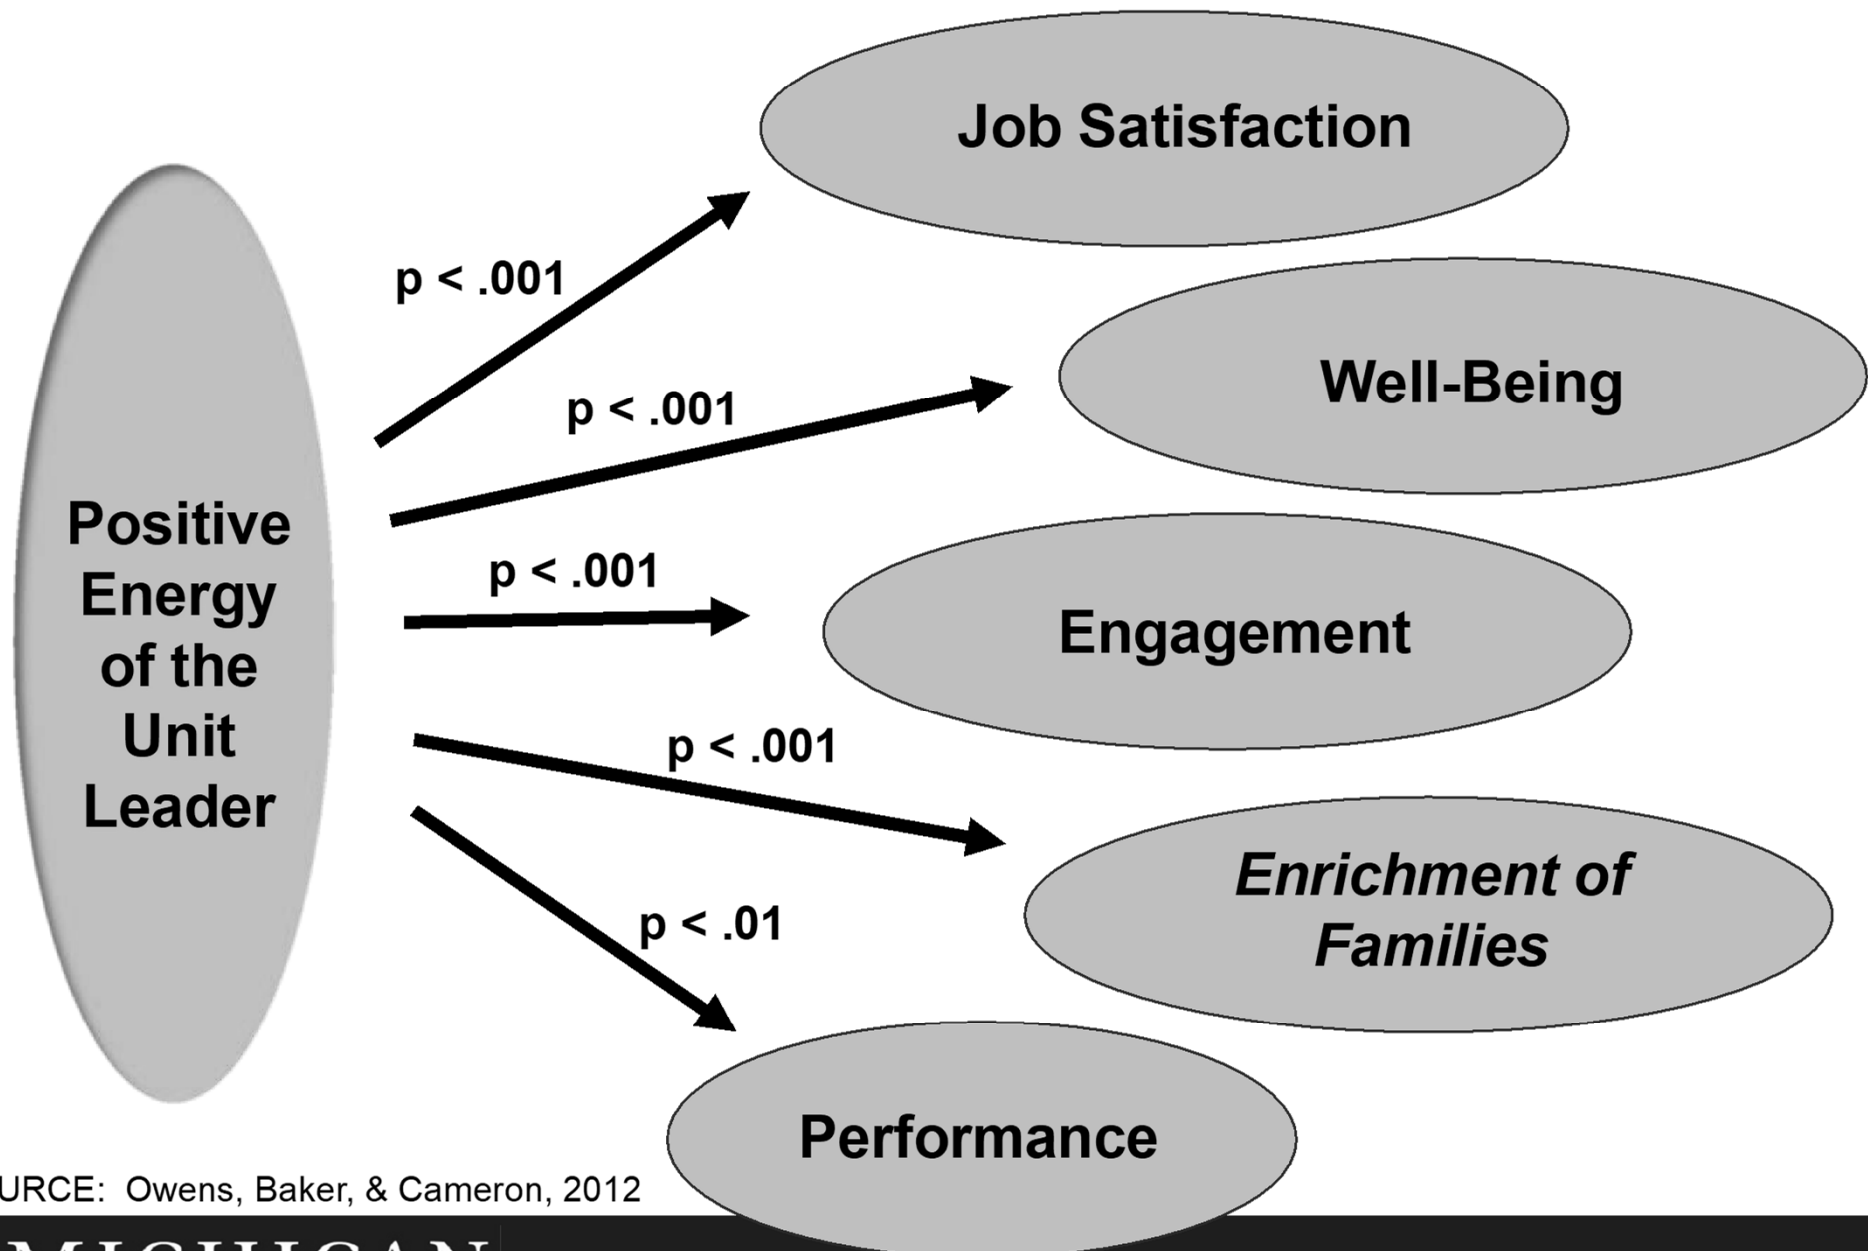 Job Satisfaction
p < .001
Well-Being
p < .001
Positive
Energy
of the
Unit
Leader
p < .001
Engagement
p < .001
Enrichment of
Families
p < .01
Performance
URCE: Owens, Baker, & Cameron, 2012
MICHIGAN